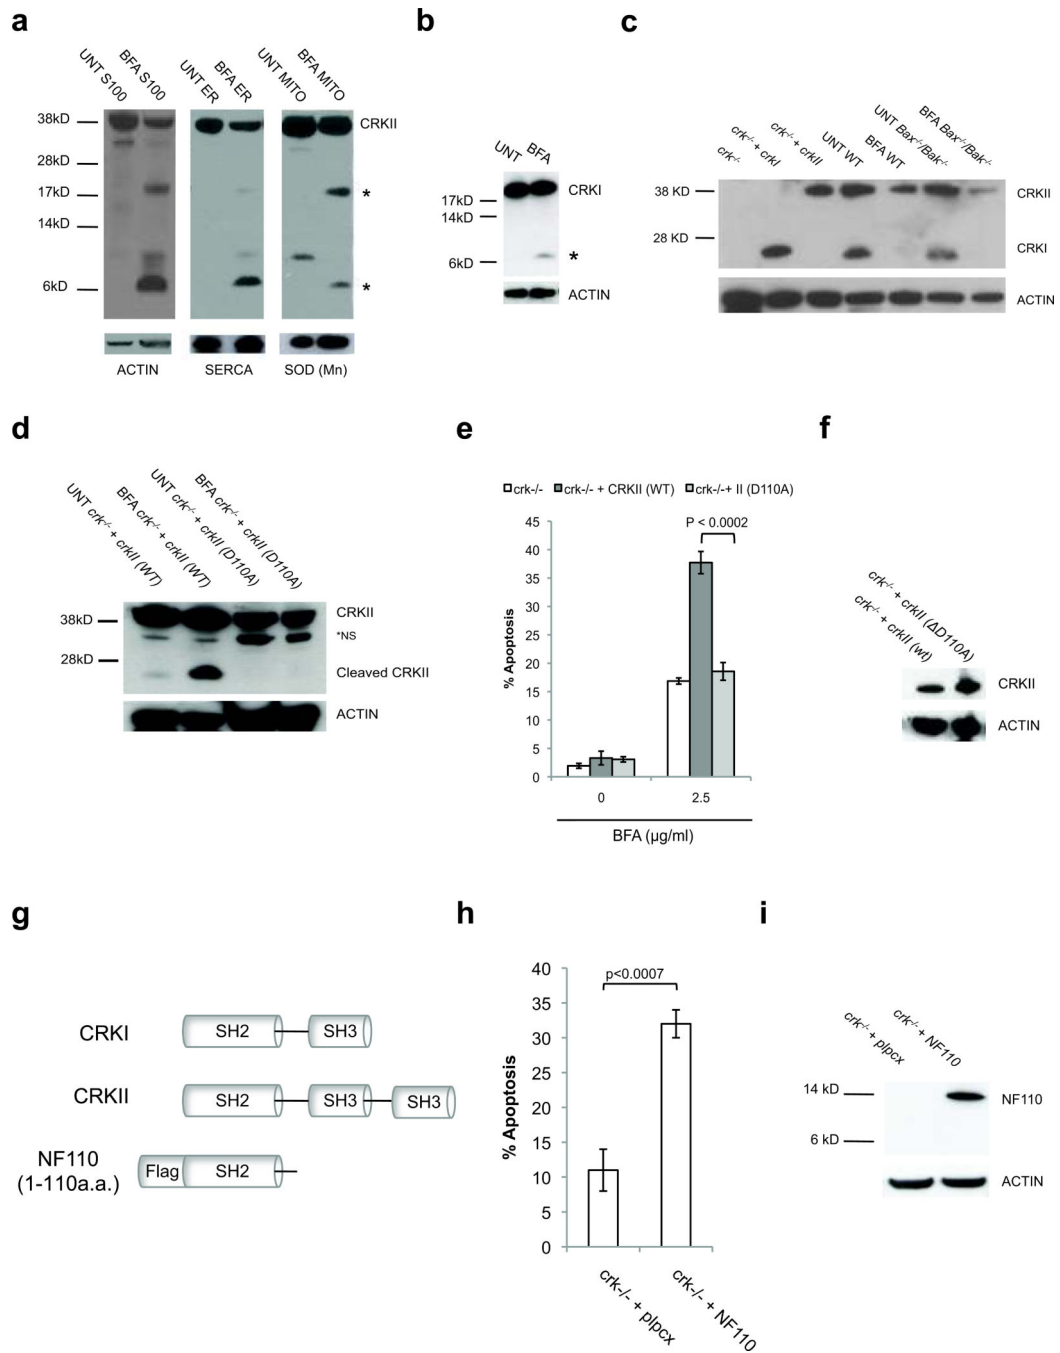 a
UNT S100
BFA S100
UNT ER
BFA ER
UNT MITO
BFA MITO
38kD
28kD
17kD
14kD
6kD
CRKII
*
*
ACTIN
SERCA
SOD (Mn)
b
UNT
BFA
17kD
14kD
6kD
CRKI
*
ACTIN
c
crk-/-
crk-/- + crkI
crk-/- + crkII
UNT WT
BFA WT
UNT Bax-/-/Bak-/-
BFA Bax-/-/Bak-/-
38 KD
28 KD
CRKII
CRKI
ACTIN
d
UNT crk-/- + crkII (WT)
BFA crk-/- + crkII (WT)
UNT crk-/- + crkII (D110A)
BFA crk-/- + crkII (D110A)
38kD
28kD
CRKII
*NS
Cleaved CRKII
ACTIN
e
crk-/- crk-/- + CRKII (WT) crk-/-+ II (D110A)
P < 0.0002
% Apoptosis
45
40
35
30
25
20
15
10
5
0
0 2.5
BFA (µg/ml)
f
crk-/- + crkII (wt)
crk-/- + crkII (ΔD110A)
CRKII
ACTIN
g
CRKI
SH2 SH3
CRKII
SH2 SH3 SH3
NF110
(1-110a.a.)
Flag SH2
h
p<0.0007
% Apoptosis
40
35
30
25
20
15
10
5
0
crk-/- + plpcx
crk-/- + NF110
i
crk-/- + plpcx
crk-/- + NF110
14 kD
6 kD
NF110
ACTIN